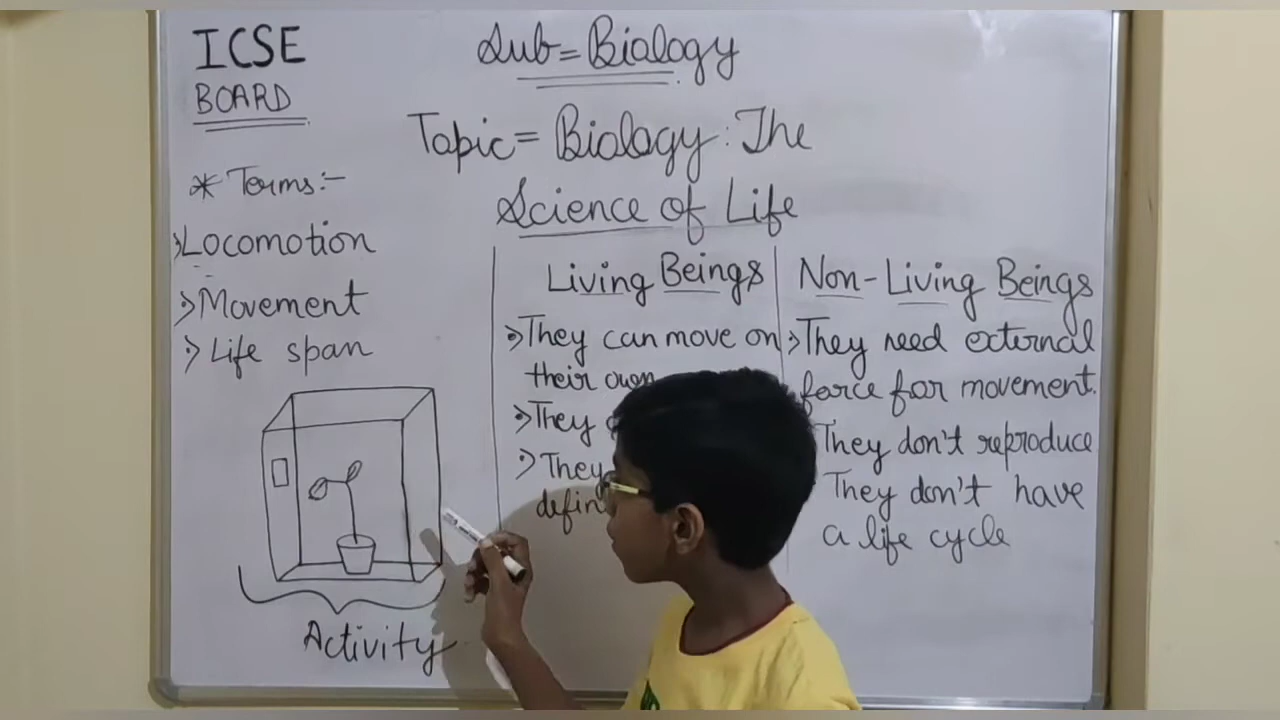 ICSE
BOARD
Sub = Biology
Topic = Biology : The
Science of Life
* Terms:-
Locomotion
Movement
Life span
Activity
Living Beings
They can move on
their own
They
They
Non-Living Beings
They need external
force for movement.
They don't reproduce
They don't have
a life cycle